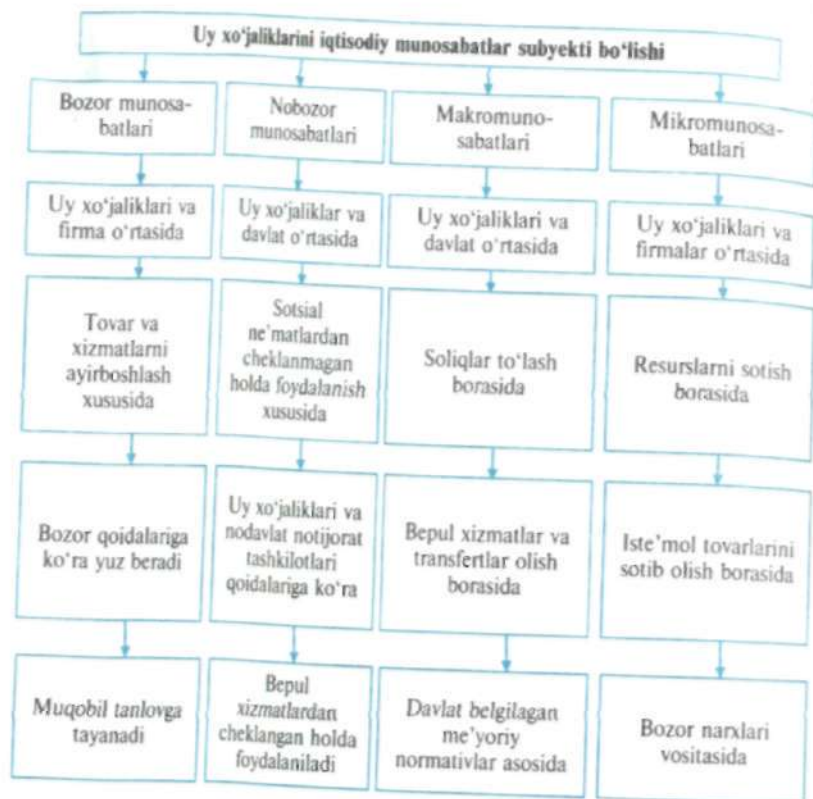 Uy xo‘jaliklarini iqtisodiy munosabatlar subyekti bo‘lishi
Bozor munosa-
batlari
Nobozor
munosabatlari
Makromuno-
sabatlari
Mikromunosa-
batlari
Uy xo‘jaliklari va
firma o‘rtasida
Uy xo‘jaliklar va
davlat o‘rtasida
Uy xo‘jaliklari va
davlat o‘rtasida
Uy xo‘jaliklari va
firmalar o‘rtasida
Tovar va
xizmatlarni
ayirboshlash
xususida
Sotsial
ne’matlardan
cheklanmagan
holda foydalanish
xususida
Soliqlar to‘lash
borasida
Resurslarni sotish
borasida
Bozor qoidalariga
ko‘ra yuz beradi
Uy xo‘jaliklari va
nodavlat notijorat
tashkilotlari
qoidalariga ko‘ra
Bepul xizmatlar va
transfertlar olish
borasida
Iste’mol tovarlarini
sotib olish borasida
Muqobil tanlovga
tayanadi
Bepul
xizmatlardan
cheklangan holda
foydalaniladi
Davlat belgilagan
me’yoriy
normativlar asosida
Bozor narxlari
vositasida